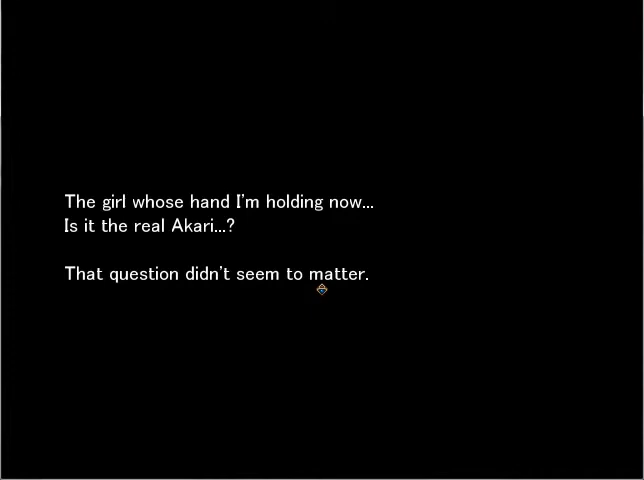 The girl whose hand I'm holding now...
Is it the real Akari...?
That question didn't seem to matter.